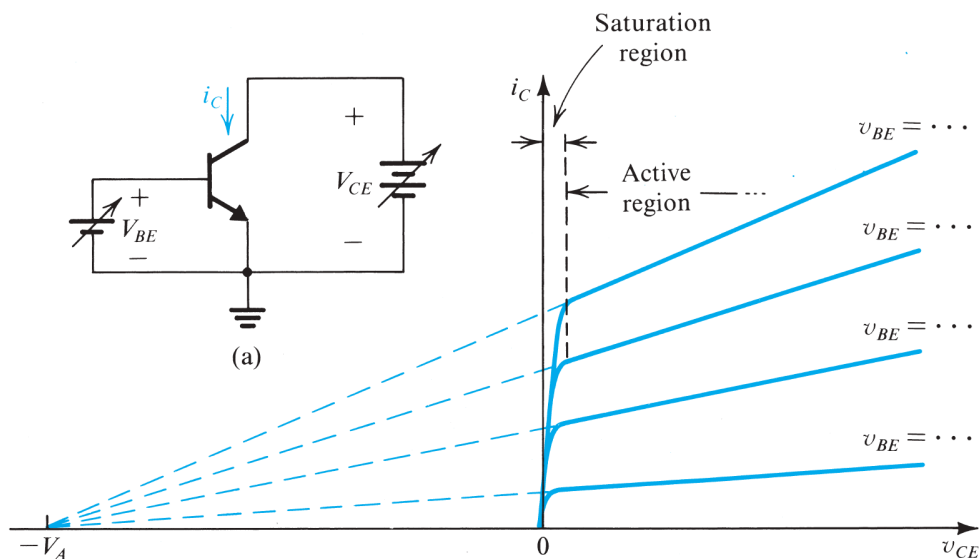 Saturation
region
i_C
i_C
v_BE = · · ·
+
+
V_CE
Active
region
· · ·
V_BE
v_BE = · · ·
−
−
(a)
v_BE = · · ·
v_BE = · · ·
−V_A
0
v_CE